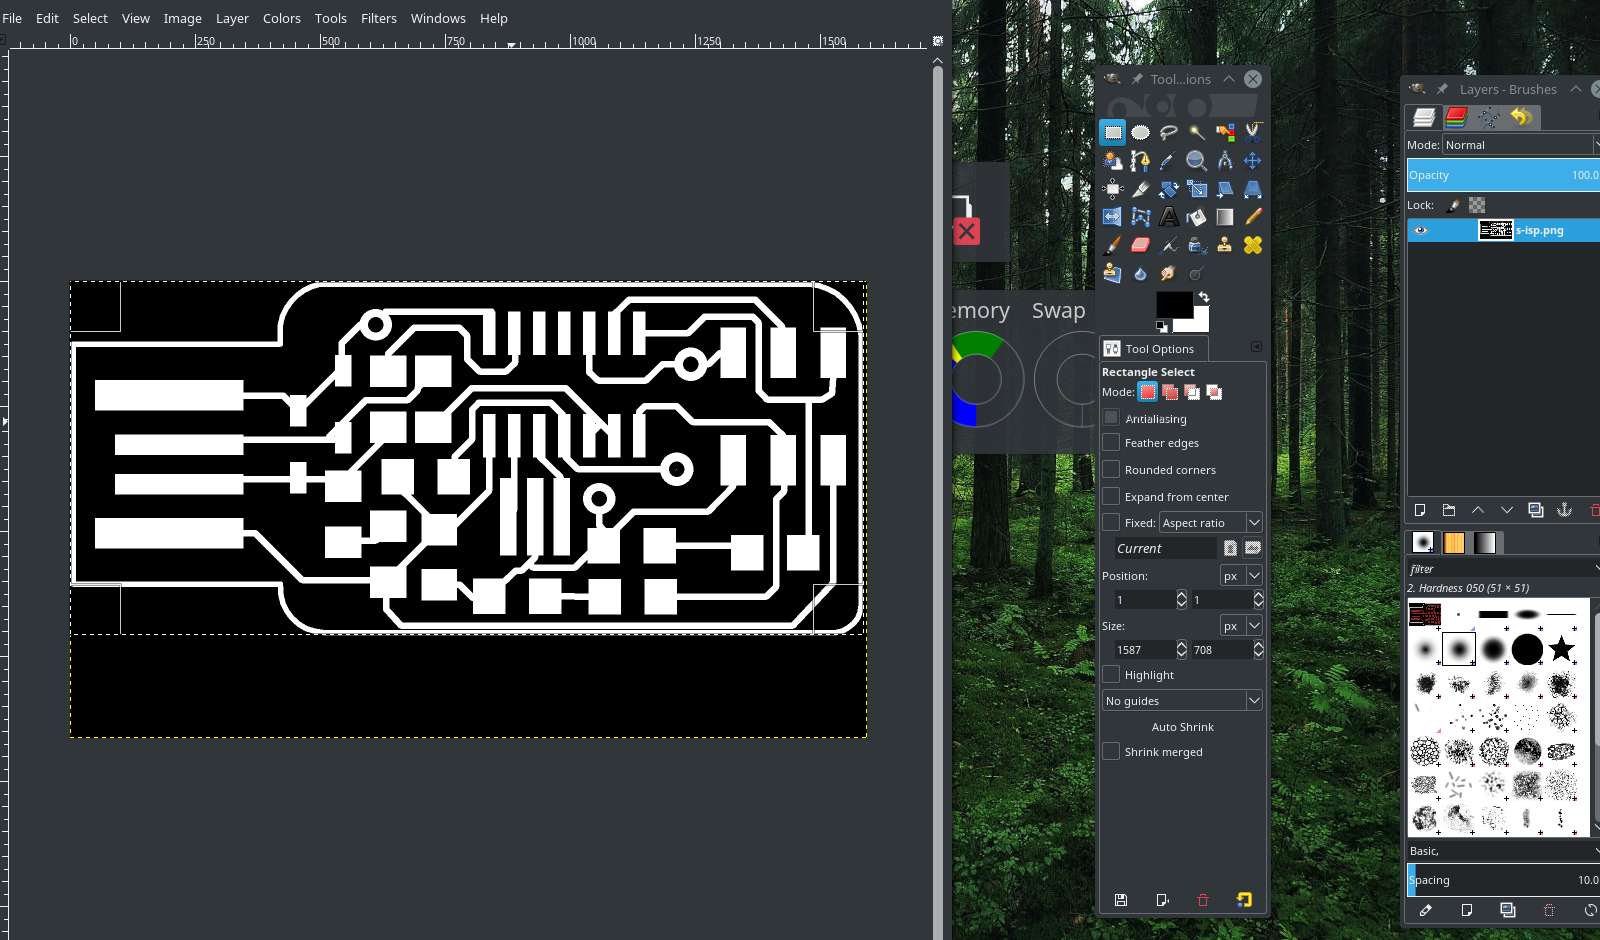 File Edit Select View Image Layer Colors Tools Filters Windows Help
0 250 500 750 1000 1250 1500
Tool...ions
Layers - Brushes
Mode: Normal
Opacity 100.0
Lock:
s-isp.png
emory Swap
Tool Options
Rectangle Select
Mode:
Antialiasing
Feather edges
Rounded corners
Expand from center
Fixed: Aspect ratio
Current
Position: px
1 1
Size: px
1587 708
Highlight
No guides
Auto Shrink
Shrink merged
filter
2. Hardness 050 (51 × 51)
Basic,
Spacing 10.0